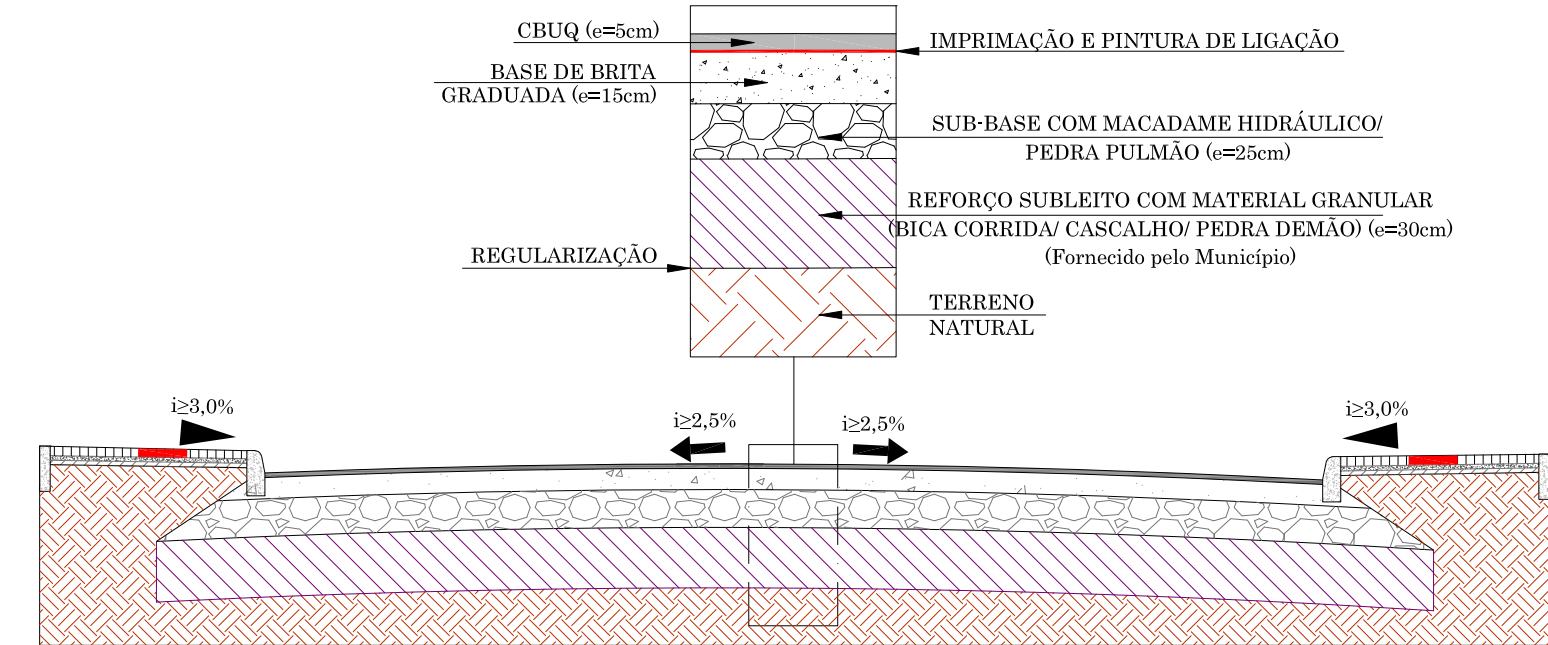 CBUQ (e=5cm)
IMPRIMAÇÃO E PINTURA DE LIGAÇÃO
BASE DE BRITA
GRADUADA (e=15cm)
SUB-BASE COM MACADAME HIDRÁULICO/
PEDRA PULMÃO (e=25cm)
REFORÇO SUBLEITO COM MATERIAL GRANULAR
(BICA CORRIDA/ CASCALHO/ PEDRA DEMÃO) (e=30cm)
(Fornecido pelo Município)
REGULARIZAÇÃO
TERRENO
NATURAL
i≥3,0%
i≥2,5%
i≥2,5%
i≥3,0%